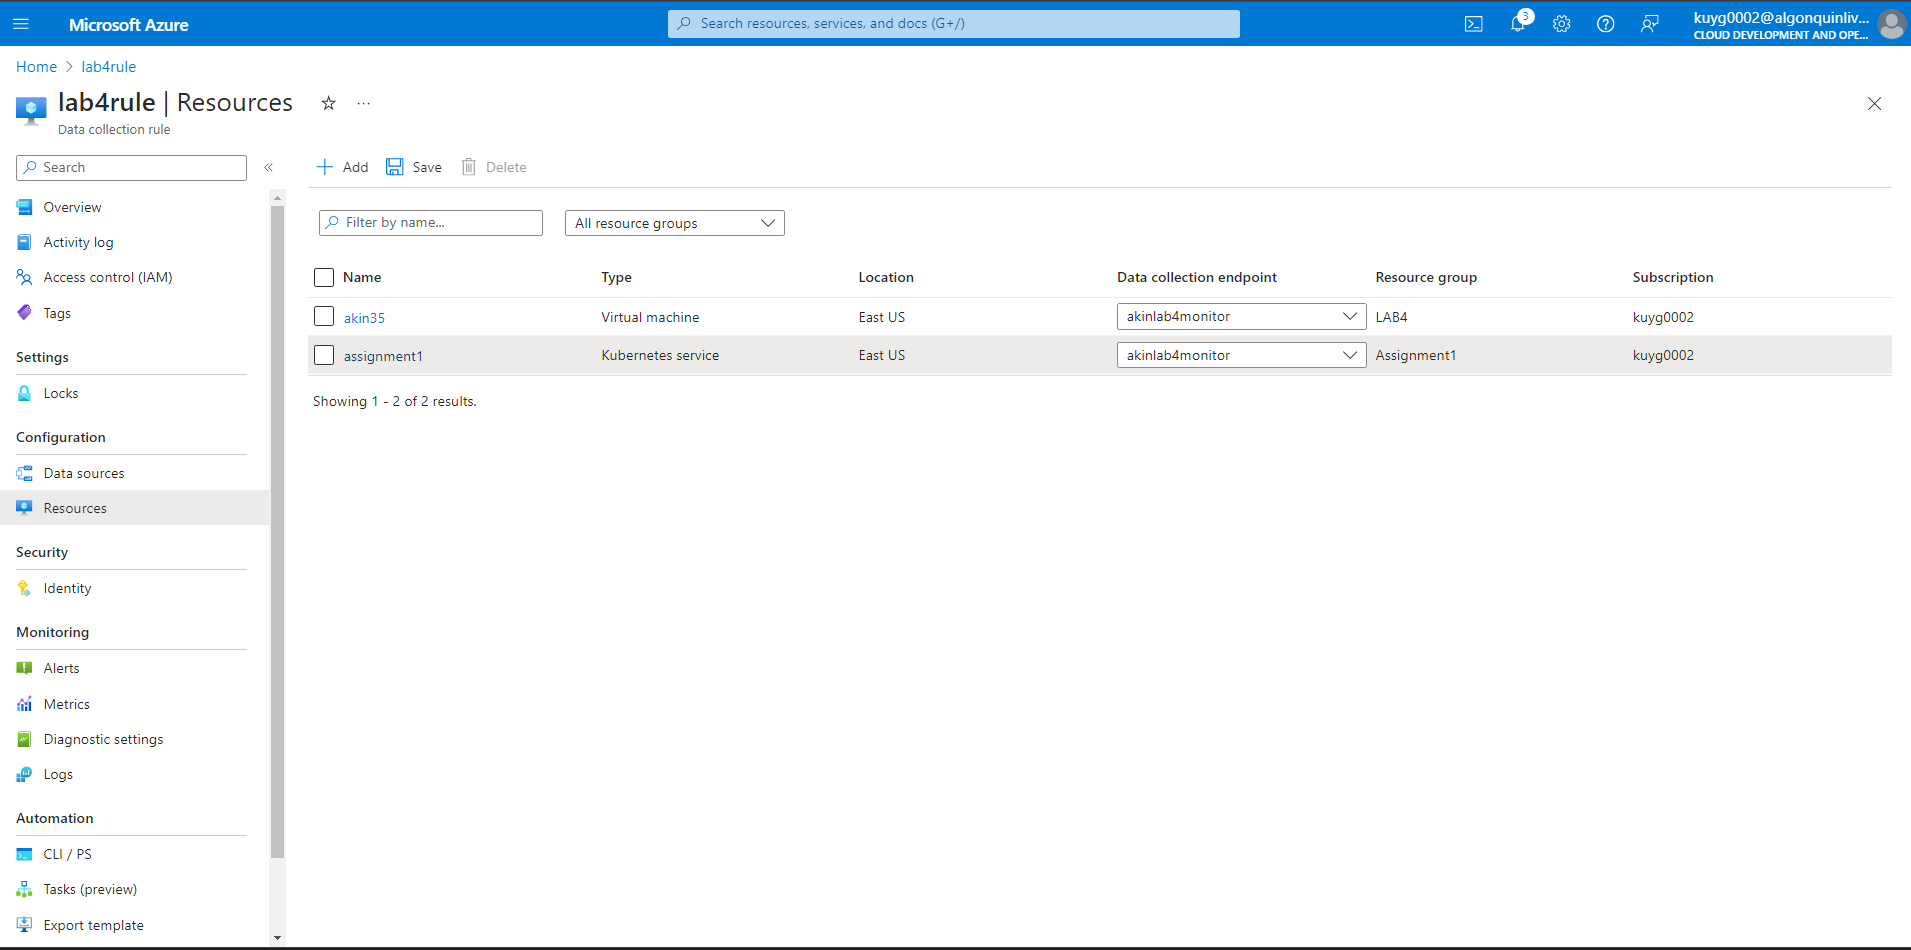 Microsoft Azure
Search resources, services, and docs (G+/)
3
kuyg0002@algonquinliv...
CLOUD DEVELOPMENT AND OPE...
Home > lab4rule
lab4rule | Resources
Data collection rule
Search
Add
Save
Delete
Overview
Activity log
Access control (IAM)
Tags
Settings
Locks
Configuration
Data sources
Resources
Security
Identity
Monitoring
Alerts
Metrics
Diagnostic settings
Logs
Automation
CLI / PS
Tasks (preview)
Export template
Filter by name...
All resource groups
Name Type Location Data collection endpoint Resource group Subscription
akin35 Virtual machine East US akinlab4monitor LAB4 kuyg0002
assignment1 Kubernetes service East US akinlab4monitor Assignment1 kuyg0002
Showing 1 - 2 of 2 results.